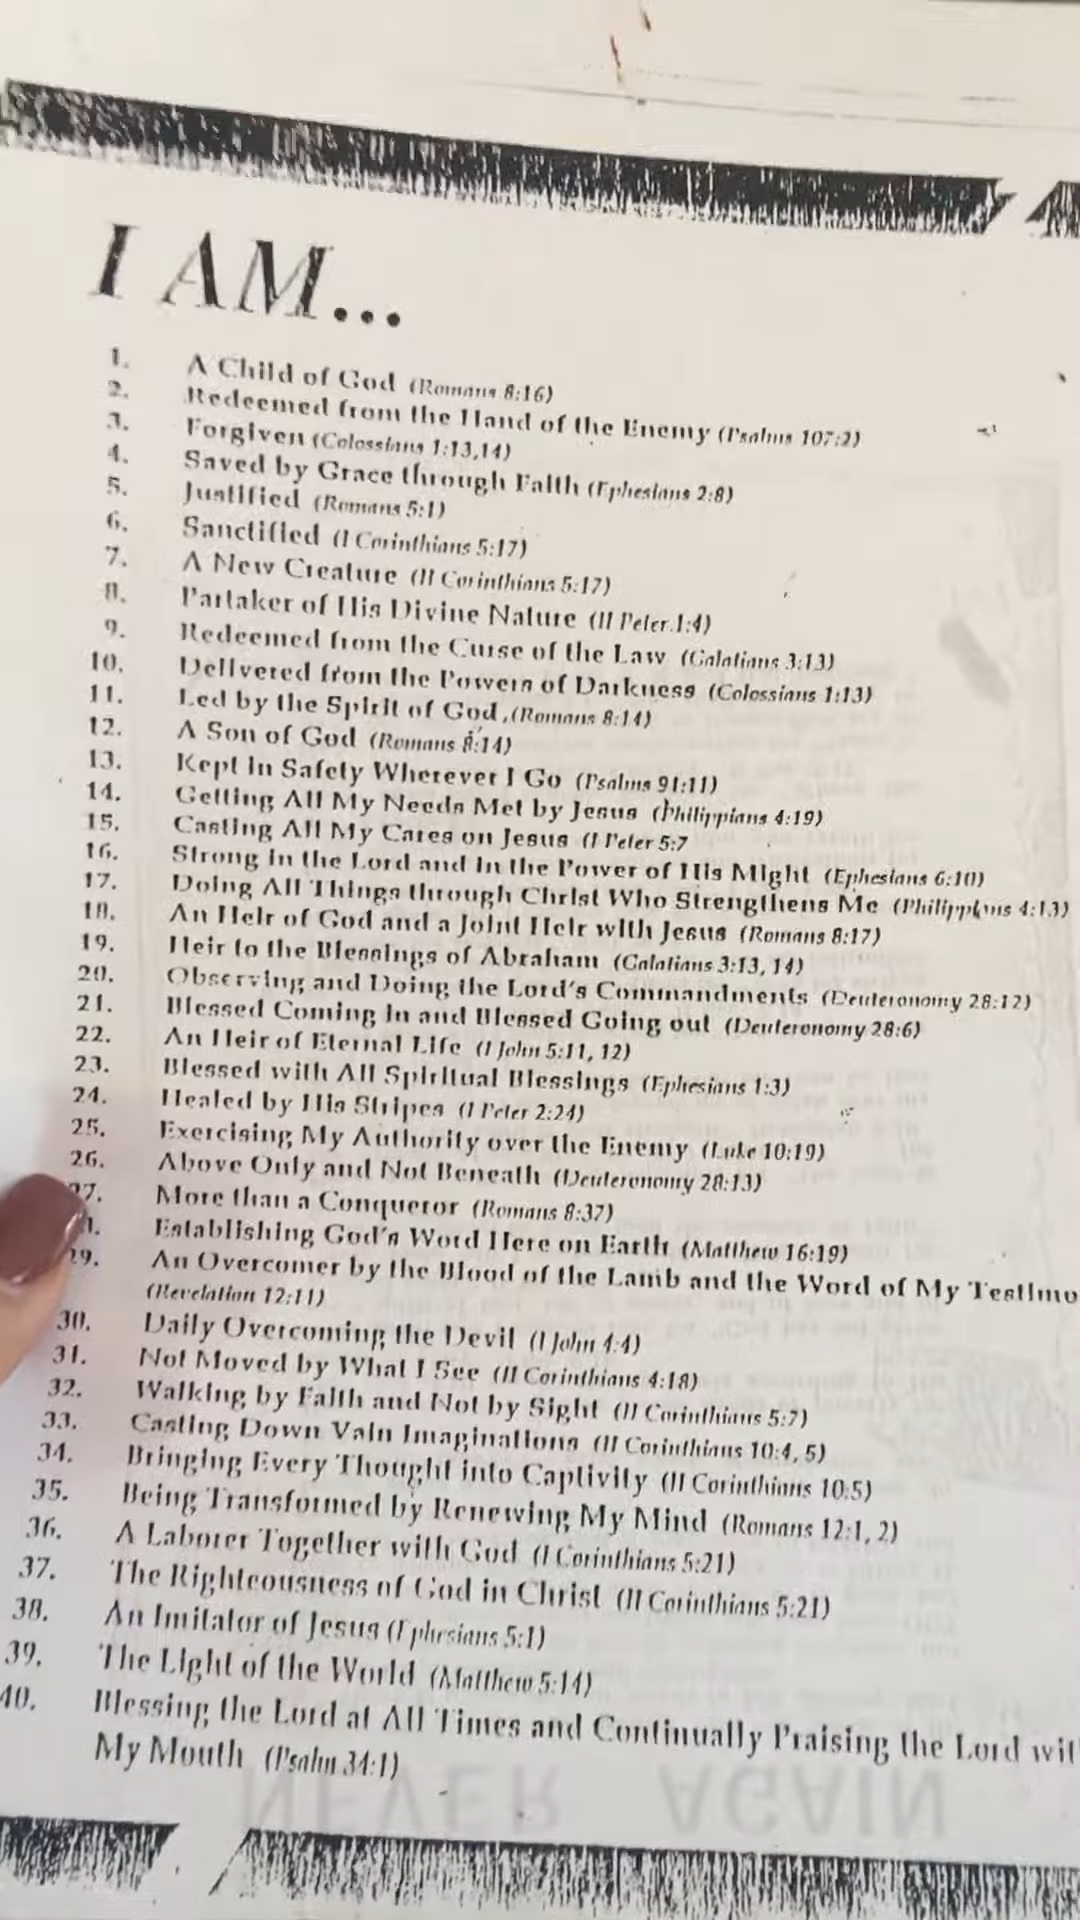 I AM...
1. A Child of God (Romans 8:16)
2. Redeemed from the Hand of the Enemy (Psalms 107:2)
3. Forgiven (Colossians 1:13,14)
4. Saved by Grace through Faith (Ephesians 2:8)
5. Justified (Romans 5:1)
6. Sanctified (I Corinthians 5:17)
7. A New Creature (II Corinthians 5:17)
8. Partaker of His Divine Nature (II Peter 1:4)
9. Redeemed from the Curse of the Law (Galatians 3:13)
10. Delivered from the Powers of Darkness (Colossians 1:13)
11. Led by the Spirit of God (Romans 8:14)
12. A Son of God (Romans 8:14)
13. Kept in Safety Wherever I Go (Psalms 91:11)
14. Getting All My Needs Met by Jesus (Philippians 4:19)
15. Casting All My Cares on Jesus (I Peter 5:7
16. Strong in the Lord and in the Power of His Might (Ephesians 6:10)
17. Doing All Things through Christ Who Strengthens Me (Philippians 4:13)
18. An Heir of God and a Joint Heir with Jesus (Romans 8:17)
19. Heir to the Blessings of Abraham (Galatians 3:13, 14)
20. Observing and Doing the Lord's Commandments (Deuteronomy 28:12)
21. Blessed Coming in and Blessed Going out (Deuteronomy 28:6)
22. An Heir of Eternal Life (I John 5:11, 12)
23. Blessed with All Spiritual Blessings (Ephesians 1:3)
24. Healed by His Stripes (I Peter 2:24)
25. Exercising My Authority over the Enemy (Luke 10:19)
26. Above Only and Not Beneath (Deuteronomy 28:13)
27. More than a Conqueror (Romans 8:37)
Establishing God's Word Here on Earth (Matthew 16:19)
29. An Overcomer by the Blood of the Lamb and the Word of My Testimo
(Revelation 12:11)
30. Daily Overcoming the Devil (I John 4:4)
31. Not Moved by What I See (II Corinthians 4:18)
32. Walking by Faith and Not by Sight (II Corinthians 5:7)
33. Casting Down Vain Imaginations (II Corinthians 10:4, 5)
34. Bringing Every Thought into Captivity (II Corinthians 10:5)
35. Being Transformed by Renewing My Mind (Romans 12:1, 2)
36. A Laborer Together with God (I Corinthians 5:21)
37. The Righteousness of God in Christ (II Corinthians 5:21)
38. An Imitator of Jesus (Ephesians 5:1)
39. The Light of the World (Matthew 5:14)
40. Blessing the Lord at All Times and Continually Praising the Lord wit
My Mouth (Psalm 34:1)
NEVER AGAIN